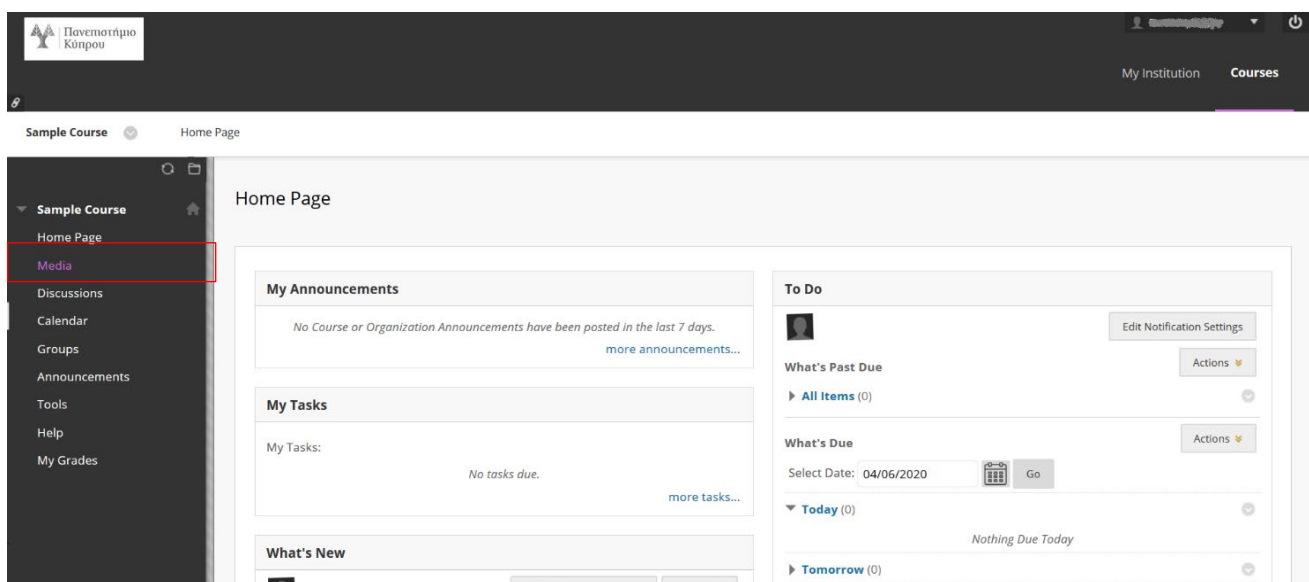 Πανεπιστήμιο
Κύπρου
My Institution
Courses
Sample Course
Home Page
Sample Course
Home Page
Media
Discussions
Calendar
Groups
Announcements
Tools
Help
My Grades
Home Page
My Announcements
No Course or Organization Announcements have been posted in the last 7 days.
more announcements...
My Tasks
My Tasks:
No tasks due.
more tasks...
What's New
To Do
Edit Notification Settings
What's Past Due
Actions
All Items (0)
What's Due
Actions
Select Date: 04/06/2020 Go
Today (0)
Nothing Due Today
Tomorrow (0)